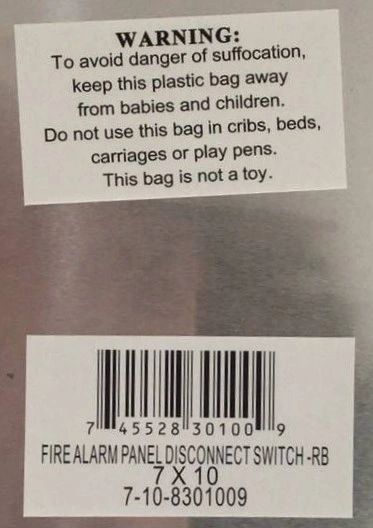 WARNING:
To avoid danger of suffocation,
keep this plastic bag away
from babies and children.
Do not use this bag in cribs, beds,
carriages or play pens.
This bag is not a toy.
7 45528 30100 9
FIRE ALARM PANEL DISCONNECT SWITCH -RB
7 X 10
7-10-8301009